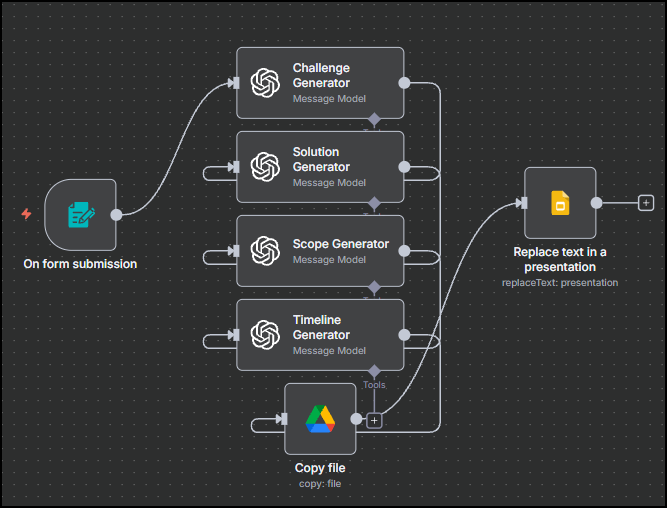 Challenge
Generator
Message Model
Solution
Generator
Message Model
Scope Generator
Message Model
Timeline
Generator
Message Model
Tools
On form submission
Copy file
copy: file
Replace text in a
presentation
replaceText: presentation